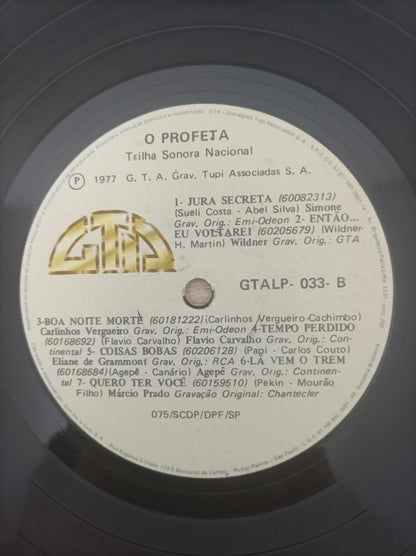 O PROFETA
Trilha Sonora Nacional
P 1977 G. T. A. Grav. Tupi Associadas S. A.
GTA
1- JURA SECRETA (60082313)
(Sueli Costa - Abel Silva) Simone
Grav. Orig.: Emi-Odeon 2- ENTÃO...
EU VOLTAREI (60205679) (Wildner-
H. Martin) Wildner Grav. Orig.: GTA
GTALP- 033- B
3-BOA NOITE MORTE (60181222) (Carlinhos Vergueiro-Cachimbo)
Carlinhos Vergueiro Grav. Orig.: Emi-Odeon 4-TEMPO PERDIDO
(60168692) (Flavio Carvalho) Flavio Carvalho Grav. Orig.: Con-
tinental 5- COISAS BOBAS (60206128) (Papi - Carlos Couto)
Eliane de Grammont Grav. Orig.: RCA 6-LÁ VEM O TREM
(60168684) (Agepê - Canário) Agepê Grav. Orig.: Continen-
tal 7- QUERO TER VOCÊ (60159510) (Pekin - Mourão
Filho) Márcio Prado Gravação Original: Chantecler
075/SCDP/DPF/SP